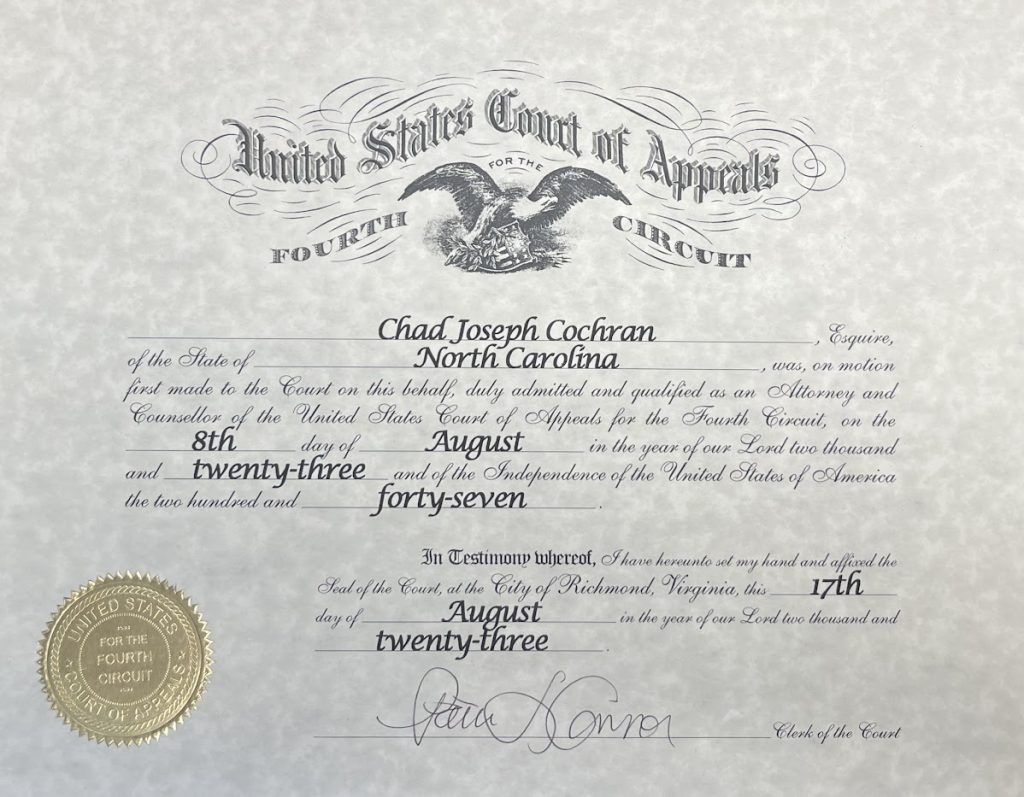 United States Court of Appeals
FOR THE
FOURTH CIRCUIT
Chad Joseph Cochran, Esquire,
of the State of North Carolina, was, on motion
first made to the Court on this behalf, duly admitted and qualified as an Attorney and
Counsellor of the United States Court of Appeals for the Fourth Circuit, on the
8th day of August in the year of our Lord two thousand
and twenty-three and of the Independence of the United States of America
the two hundred and forty-seven.
In Testimony whereof, I have hereunto set my hand and affixed the
Seal of the Court, at the City of Richmond, Virginia, this 17th
day of August in the year of our Lord two thousand and
twenty-three.
Clerk of the Court
UNITED STATES
FOR THE
FOURTH
CIRCUIT
COURT OF APPEALS